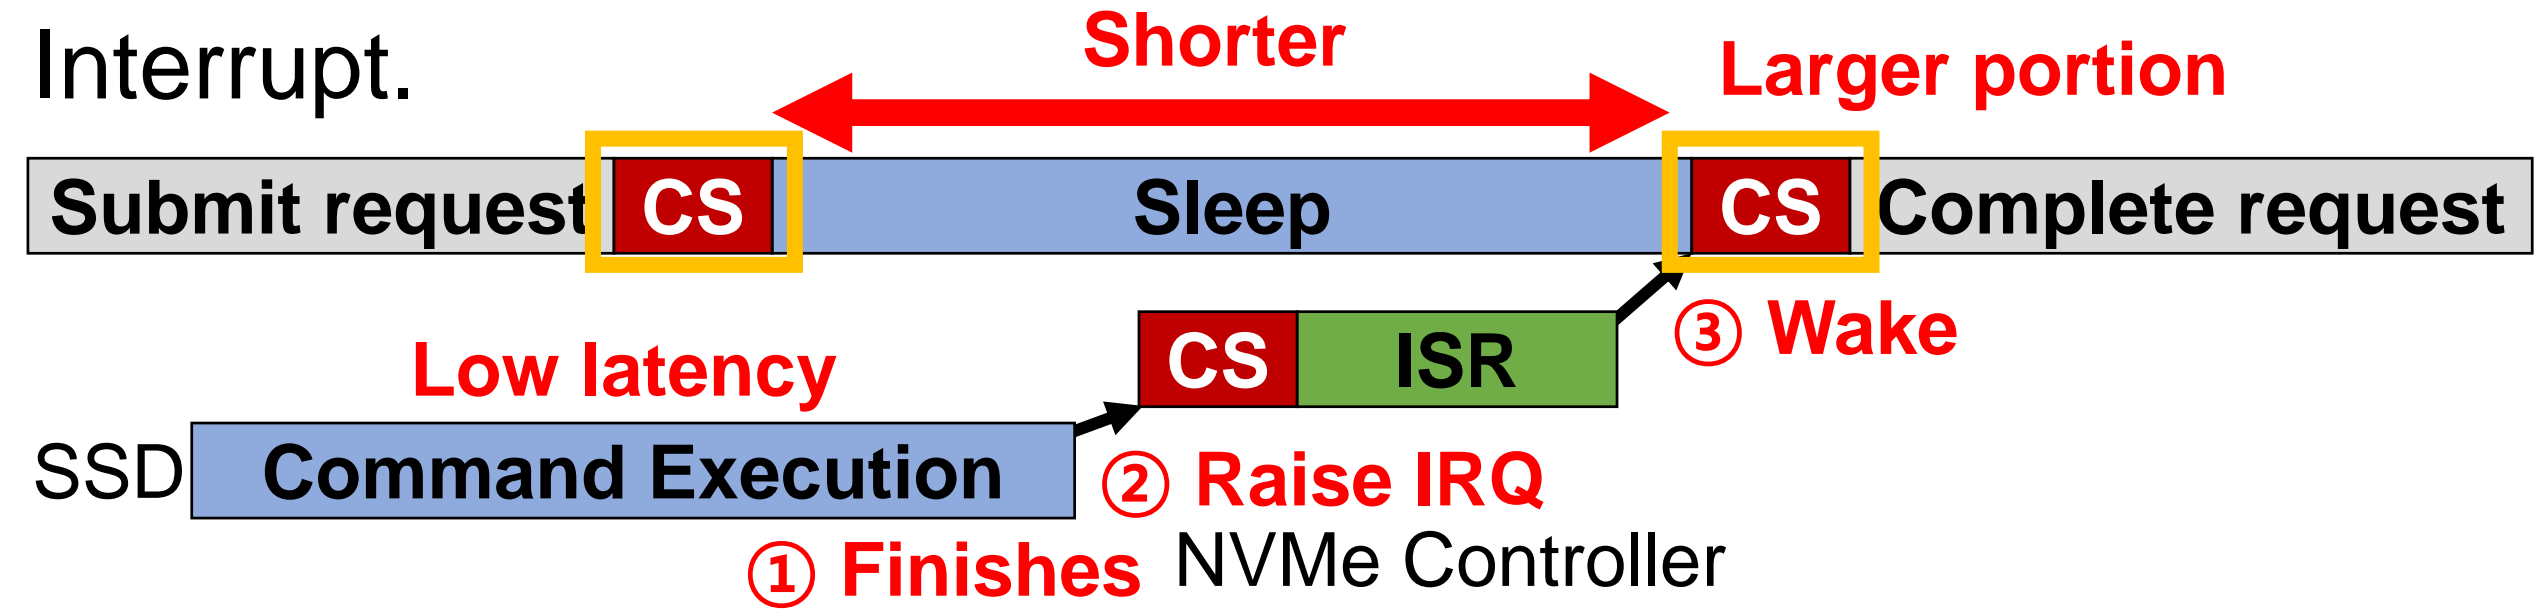 Shorter
Interrupt.
Larger portion
Submit request CS Sleep CS Complete request
③ Wake
CS ISR
Low latency
SSD Command Execution
② Raise IRQ
① Finishes NVMe Controller